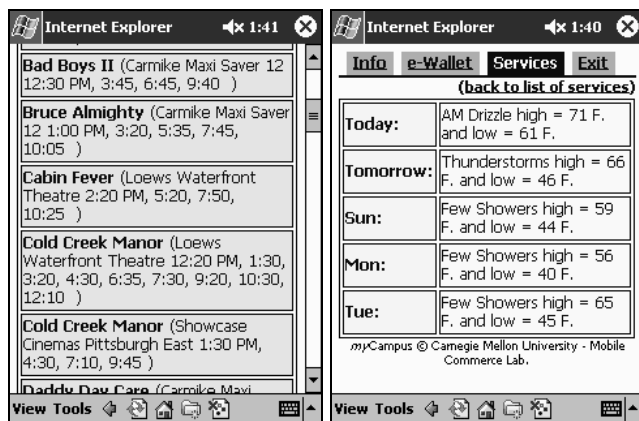 Internet Explorer 1:41
Bad Boys II (Carmike Maxi Saver 12
12:30 PM, 3:45, 6:45, 9:40 )
Bruce Almighty (Carmike Maxi Saver
12 1:00 PM, 3:20, 5:35, 7:45,
10:05 )
Cabin Fever (Loews Waterfront
Theatre 2:20 PM, 5:20, 7:50,
10:25 )
Cold Creek Manor (Loews
Waterfront Theatre 12:20 PM, 1:30,
3:20, 4:30, 6:35, 7:30, 9:20, 10:30,
12:10 )
Cold Creek Manor (Showcase
Cinemas Pittsburgh East 1:30 PM,
4:30, 7:10, 9:45 )
Daddy Day Care (Carmike Maxi
View Tools
Internet Explorer 1:40
Info e-Wallet Services Exit
(back to list of services)
Today: AM Drizzle high = 71 F.
and low = 61 F.
Tomorrow: Thunderstorms high = 66
F. and low = 46 F.
Sun: Few Showers high = 59
F. and low = 44 F.
Mon: Few Showers high = 56
F. and low = 40 F.
Tue: Few Showers high = 65
F. and low = 45 F.
myCampus © Carnegie Mellon University - Mobile
Commerce Lab.
View Tools